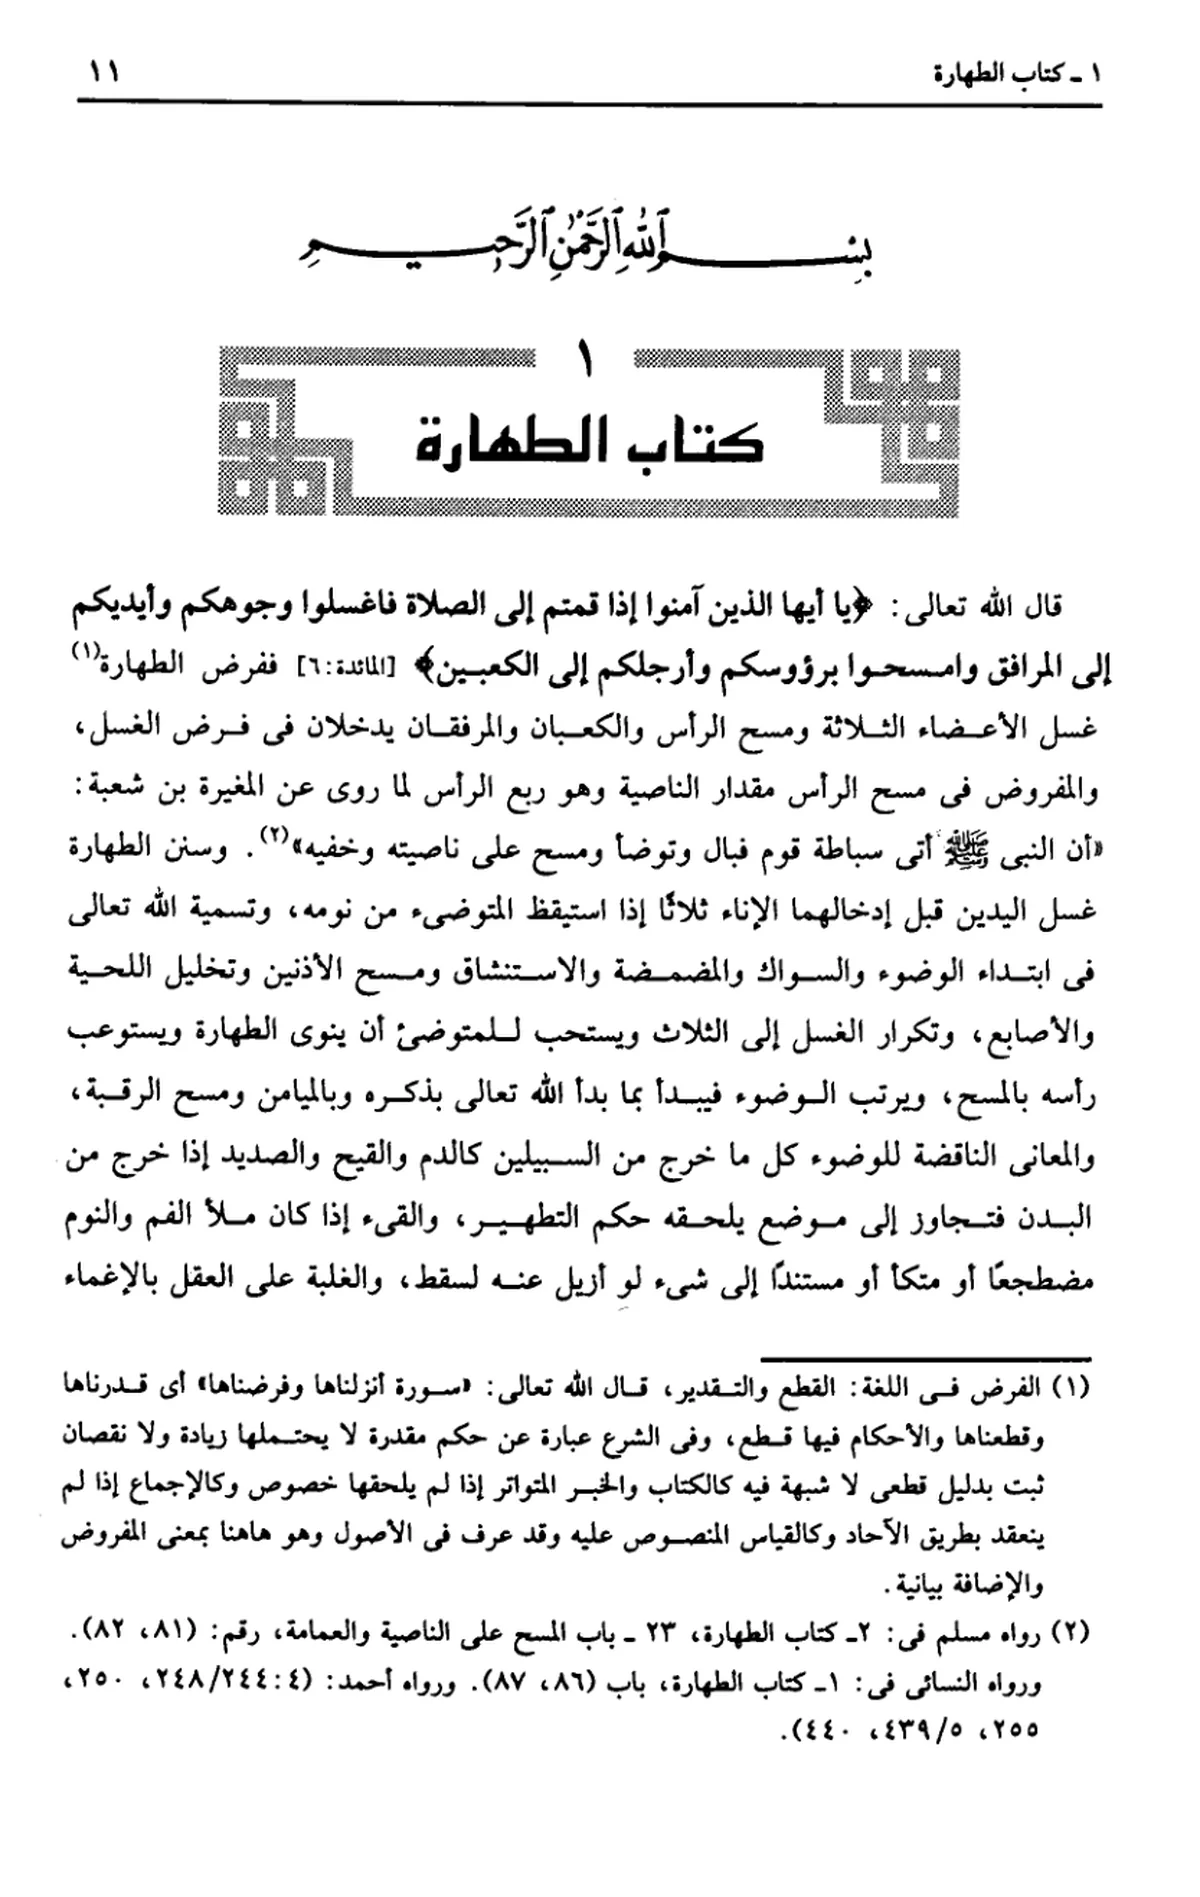 ١ - كتاب الطهارة ١١
بسم الله الرحمن الرحيم
١
كتاب الطهارة
قال الله تعالى: ﴿يا أيها الذين آمنوا إذا قمتم إلى الصلاة فاغسلوا وجوهكم وأيديكم
إلى المرافق وامسحوا برؤوسكم وأرجلكم إلى الكعبين﴾ [المائدة:٦] ففرض الطهارة(١)
غسل الأعضاء الثلاثة ومسح الرأس والكعبان والمرفقان يدخلان فى فرض الغسل،
والمفروض فى مسح الرأس مقدار الناصية وهو ربع الرأس لما روى عن المغيرة بن شعبة:
«أن النبى ﷺ أتى سباطة قوم فبال وتوضأ ومسح على ناصيته وخفيه»(٢). وسنن الطهارة
غسل اليدين قبل إدخالهما الإناء ثلاثًا إذا استيقظ المتوضىء من نومه، وتسمية الله تعالى
فى ابتداء الوضوء والسواك والمضمضة والاستنشاق ومسح الأذنين وتخليل اللحية
والأصابع، وتكرار الغسل إلى الثلاث ويستحب للمتوضئ أن ينوى الطهارة ويستوعب
رأسه بالمسح، ويرتب الوضوء فيبدأ بما بدأ الله تعالى بذكره وبالميامن ومسح الرقبة،
والمعانى الناقضة للوضوء كل ما خرج من السبيلين كالدم والقيح والصديد إذا خرج من
البدن فتجاوز إلى موضع يلحقه حكم التطهير، والقىء إذا كان ملأ الفم والنوم
مضطجعًا أو متكأ أو مستندًا إلى شىء لو أزيل عنه لسقط، والغلبة على العقل بالإغماء
(١) الفرض فى اللغة: القطع والتقدير، قال الله تعالى: «سورة أنزلناها وفرضناها» أى قدرناها
وقطعناها والأحكام فيها قطع، وفى الشرع عبارة عن حكم مقدرة لا يحتملها زيادة ولا نقصان
ثبت بدليل قطعى لا شبهة فيه كالكتاب والخبر المتواتر إذا لم يلحقها خصوص وكالإجماع إذا لم
ينعقد بطريق الآحاد وكالقياس المنصوص عليه وقد عرف فى الأصول وهو هاهنا بمعنى المفروض
والإضافة بيانية.
(٢) رواه مسلم فى: ٢ـ كتاب الطهارة، ٢٣ ـ باب المسح على الناصية والعمامة، رقم: (٨١، ٨٢).
ورواه النسائى فى: ١ـ كتاب الطهارة، باب (٨٦، ٨٧). ورواه أحمد: (٤: ٢٤٨/٢٤٤، ٢٥٠،
٢٥٥، ٤٣٩/٥، ٤٤٠).